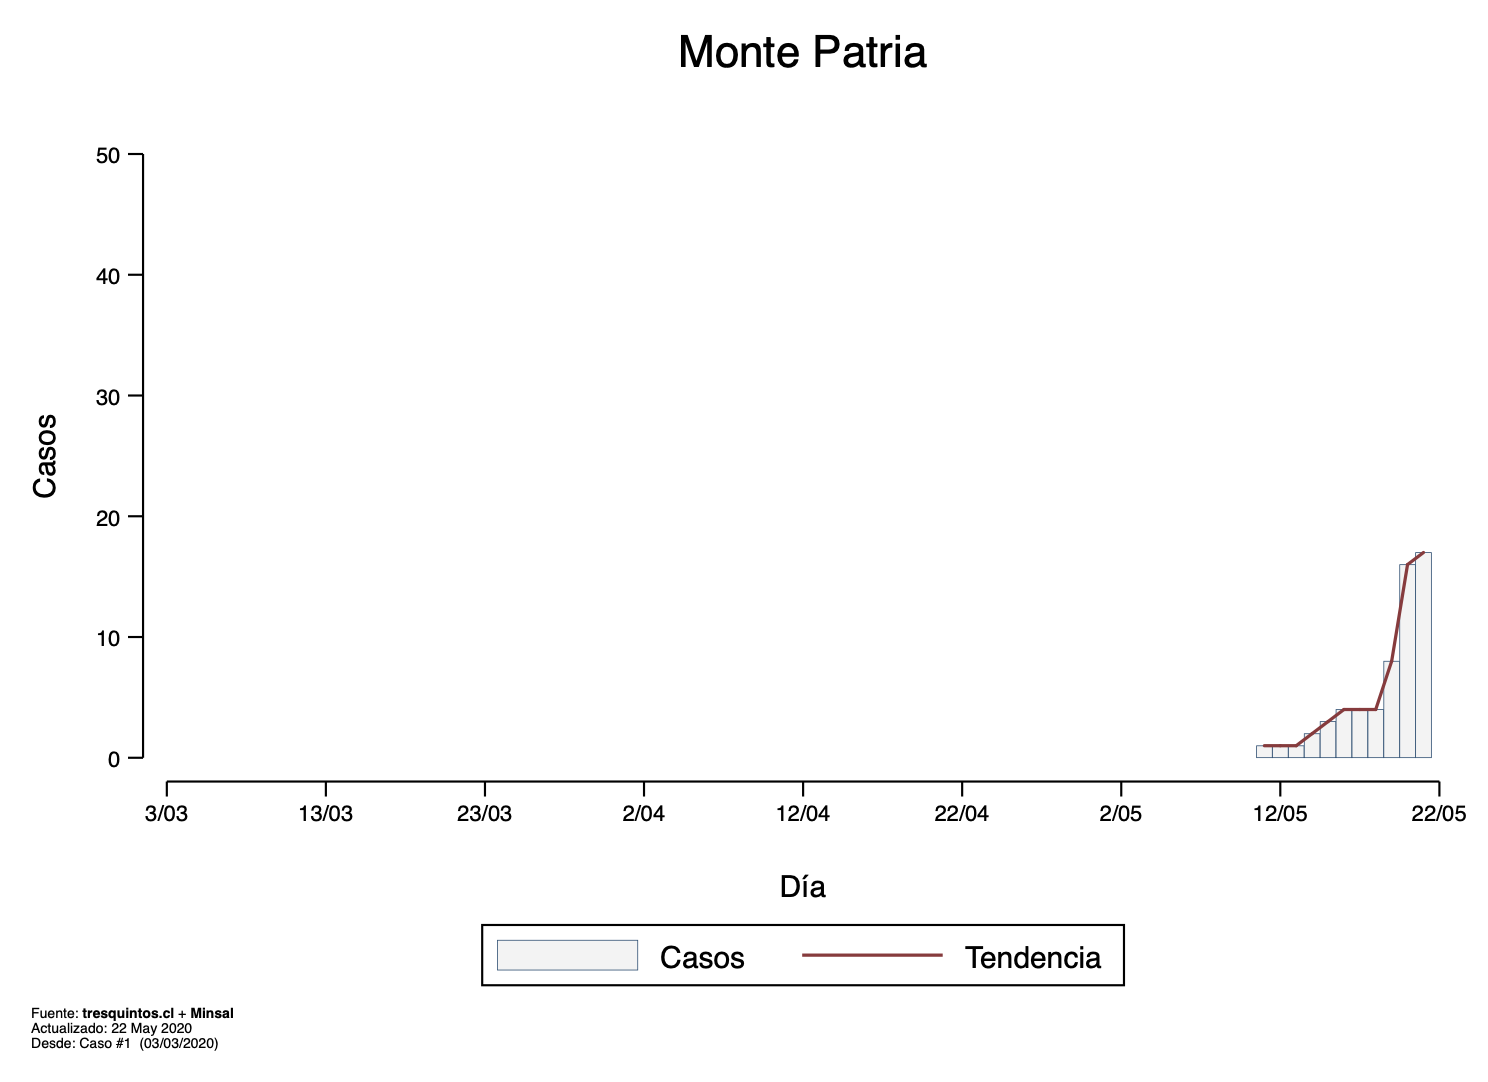 Monte Patria
50
40
30
20
10
0
Casos
3/03 13/03 23/03 2/04 12/04 22/04 2/05 12/05 22/05
Día
Casos Tendencia
Fuente: tresquintos.cl + Minsal
Actualizado: 22 May 2020
Desde: Caso #1 (03/03/2020)